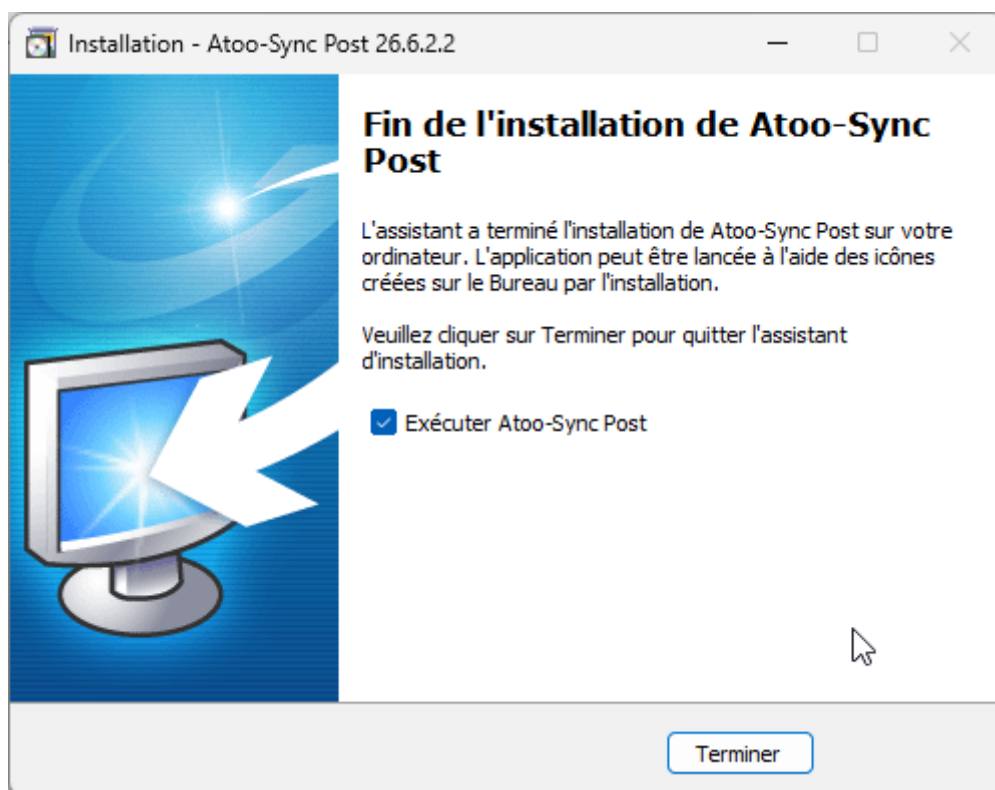 Installation - Atoo-Sync Post 26.6.2.2
Fin de l'installation de Atoo-Sync
Post
L'assistant a terminé l'installation de Atoo-Sync Post sur votre
ordinateur. L'application peut être lancée à l'aide des icônes
créées sur le Bureau par l'installation.
Veuillez cliquer sur Terminer pour quitter l'assistant
d'installation.
Exécuter Atoo-Sync Post
Terminer